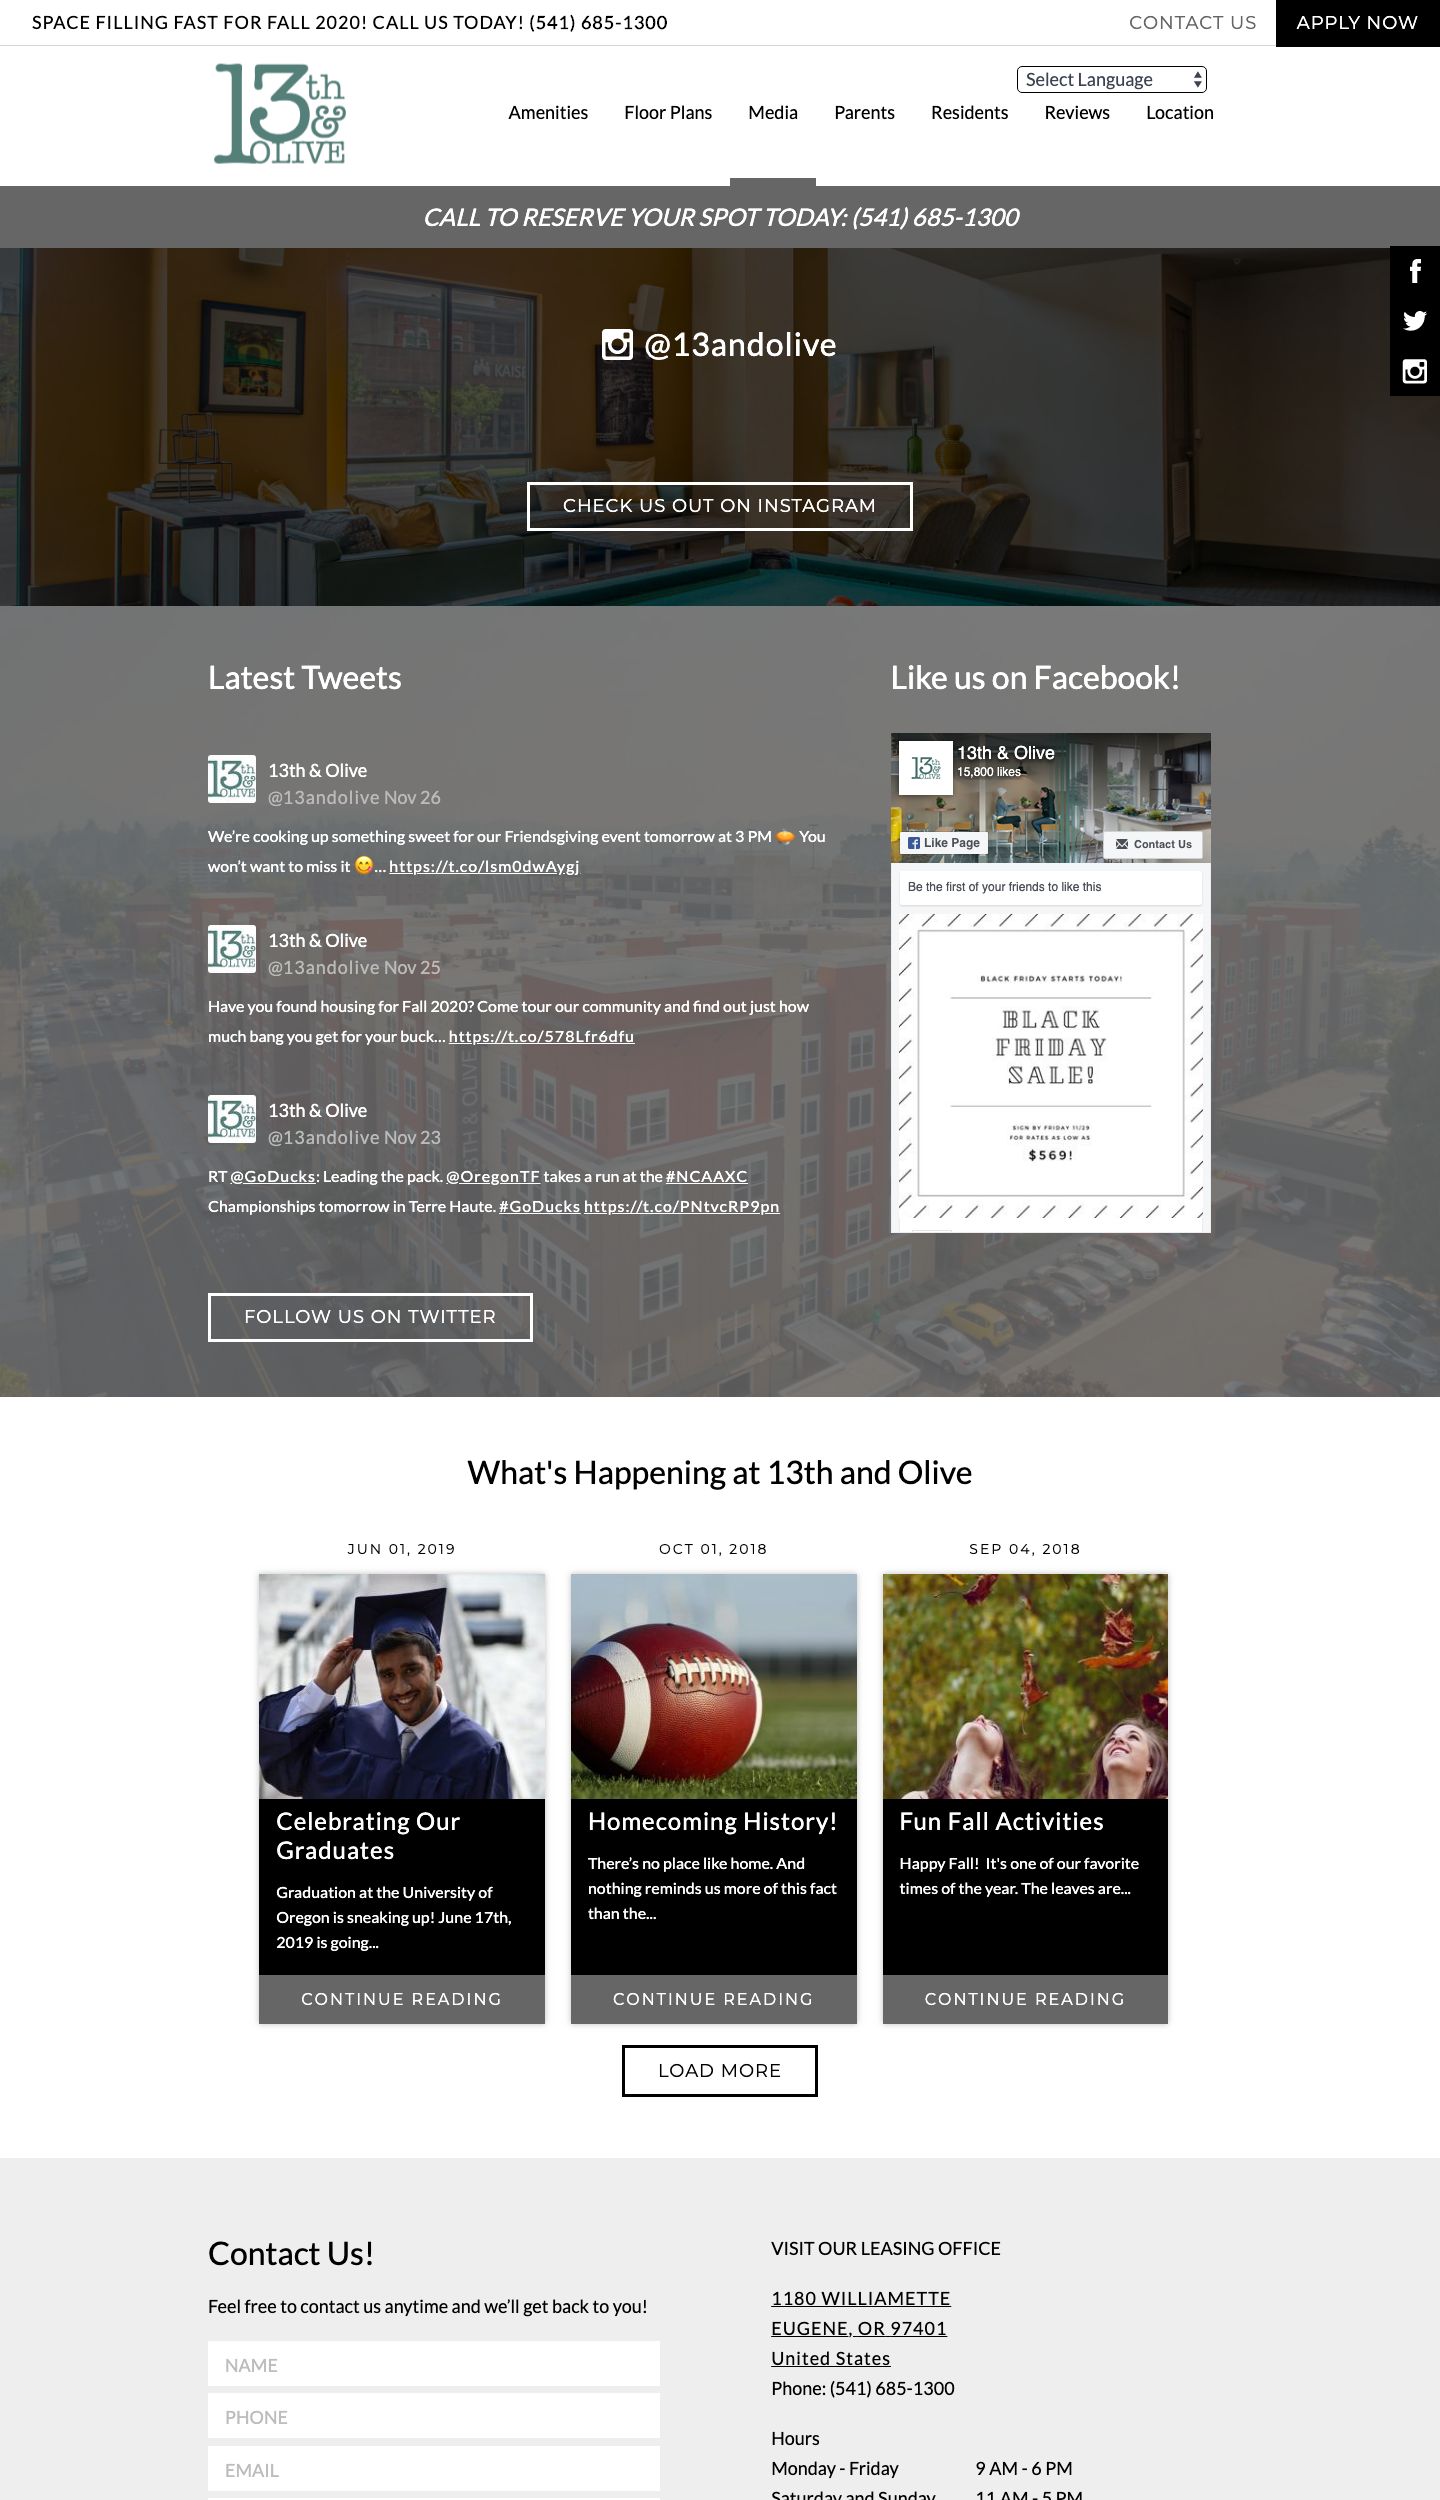 SPACE FILLING FAST FOR FALL 2020! CALL US TODAY! (541) 685-1300
CONTACT US
APPLY NOW
13th
&
OLIVE
Select Language
Amenities
Floor Plans
Media
Parents
Residents
Reviews
Location
CALL TO RESERVE YOUR SPOT TODAY: (541) 685-1300
KAISE
@13andolive
CHECK US OUT ON INSTAGRAM
Latest Tweets
13th & OLIVE
13th & Olive
@13andolive Nov 26
We’re cooking up something sweet for our Friendsgiving event tomorrow at 3 PM 🥧 You
won’t want to miss it 😋… https://t.co/lsm0dwAygj
13th & OLIVE
13th & Olive
@13andolive Nov 25
Have you found housing for Fall 2020? Come tour our community and find out just how
much bang you get for your buck… https://t.co/578Lfr6dfu
13th & OLIVE
13th & Olive
@13andolive Nov 23
RT @GoDucks: Leading the pack. @OregonTF takes a run at the #NCAAXC
Championships tomorrow in Terre Haute. #GoDucks https://t.co/PNtvcRP9pn
FOLLOW US ON TWITTER
Like us on Facebook!
13th & OLIVE
13th & Olive
15,800 likes
Like Page
Contact Us
Be the first of your friends to like this
BLACK FRIDAY STARTS TODAY!
BLACK
FRIDAY
SALE!
SIGN BY FRIDAY 11/29
FOR RATES AS LOW AS
$569!
What's Happening at 13th and Olive
JUN 01, 2019
Celebrating Our
Graduates
Graduation at the University of
Oregon is sneaking up! June 17th,
2019 is going...
CONTINUE READING
OCT 01, 2018
Homecoming History!
There’s no place like home. And
nothing reminds us more of this fact
than the...
CONTINUE READING
SEP 04, 2018
Fun Fall Activities
Happy Fall!  It's one of our favorite
times of the year. The leaves are...
CONTINUE READING
LOAD MORE
Contact Us!
Feel free to contact us anytime and we’ll get back to you!
NAME
PHONE
EMAIL
VISIT OUR LEASING OFFICE
1180 WILLIAMETTE
EUGENE, OR 97401
United States
Phone: (541) 685-1300
Hours
Monday - Friday 9 AM - 6 PM
Saturday and Sunday 11 AM - 5 PM